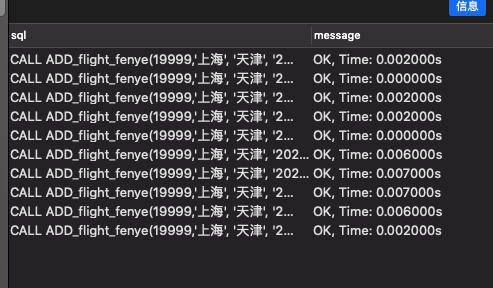 信息
sql message
CALL ADD_flight_fenye(19999,'上海', '天津', '2... OK, Time: 0.002000s
CALL ADD_flight_fenye(19999,'上海', '天津', '2... OK, Time: 0.000000s
CALL ADD_flight_fenye(19999,'上海', '天津', '2... OK, Time: 0.002000s
CALL ADD_flight_fenye(19999,'上海', '天津', '2... OK, Time: 0.002000s
CALL ADD_flight_fenye(19999,'上海', '天津', '2... OK, Time: 0.000000s
CALL ADD_flight_fenye(19999,'上海', '天津', '202... OK, Time: 0.006000s
CALL ADD_flight_fenye(19999,'上海', '天津', '202... OK, Time: 0.007000s
CALL ADD_flight_fenye(19999,'上海', '天津', '2... OK, Time: 0.007000s
CALL ADD_flight_fenye(19999,'上海', '天津', '2... OK, Time: 0.006000s
CALL ADD_flight_fenye(19999,'上海', '天津', '2... OK, Time: 0.002000s